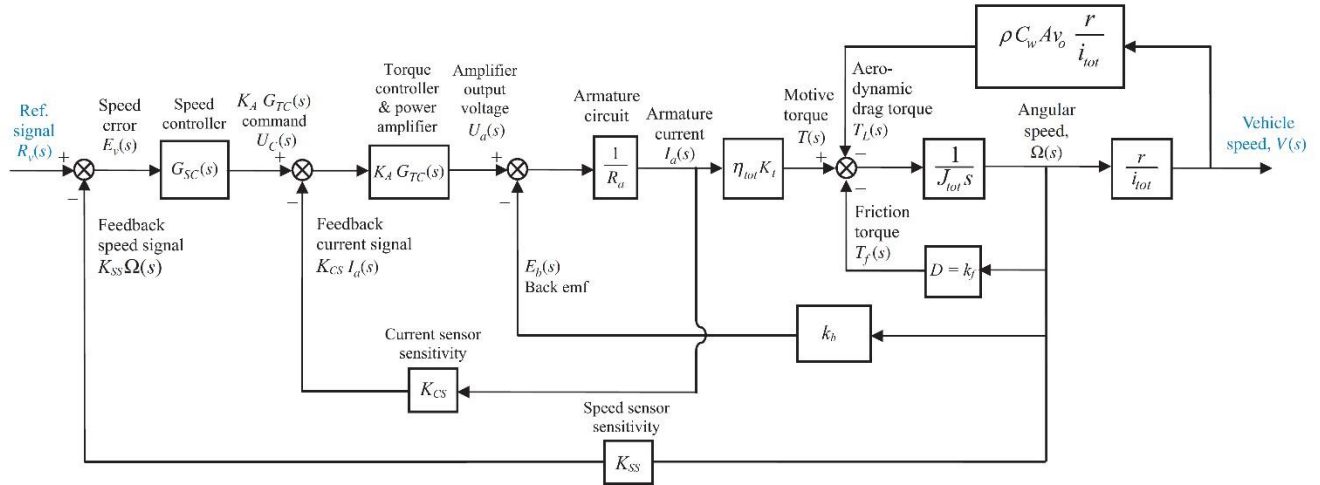 ρ C_w A v_o r/i_tot
Ref.
signal
R_v(s)
+
−
Speed
error
E_v(s)
Speed
controller
G_SC(s)
K_A G_TC(s)
command
U_C(s)
+
−
Torque
controller
& power
amplifier
K_A G_TC(s)
Amplifier
output
voltage
U_a(s)
+
−
Armature
circuit
1/R_a
Armature
current
I_a(s)
η_tot K_t
Motive
torque
T(s)
+
−
−
Aero-
dynamic
drag torque
T_L(s)
1/J_tot s
Angular
speed,
Ω(s)
r/i_tot
Vehicle
speed, V(s)
Feedback
speed signal
K_SS Ω(s)
Feedback
current signal
K_CS I_a(s)
E_b(s)
Back emf
Friction
torque
T_f(s)
D = k_f
k_b
Current sensor
sensitivity
K_CS
Speed sensor
sensitivity
K_SS